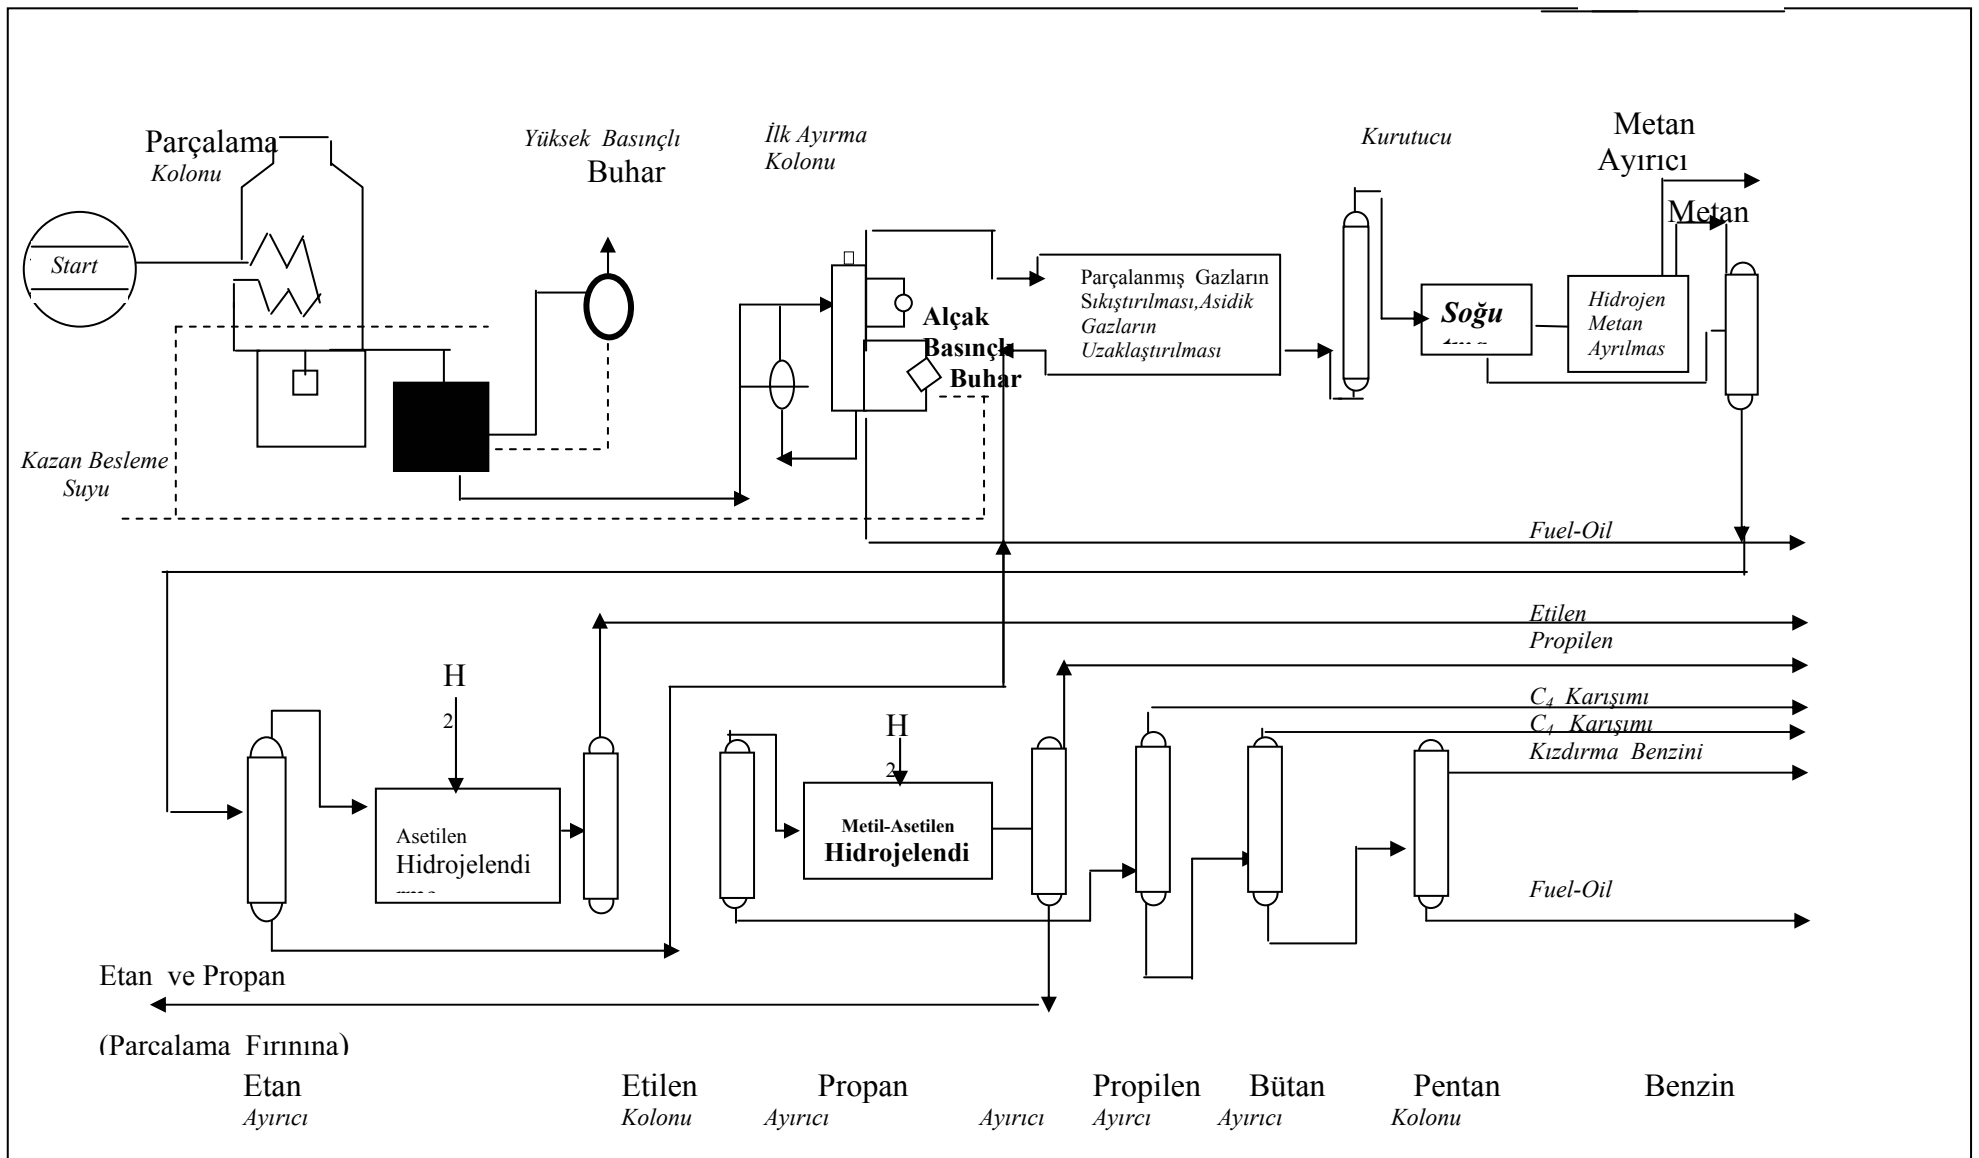 Parçalama
Kolonu
Yüksek Basınçlı
Buhar
İlk Ayırma
Kolonu
Kurutucu
Metan
Ayırıcı
Metan
Start
Parçalanmış Gazların
Sıkıştırılması,Asidik
Gazların
Uzaklaştırılması
Alçak
Basınçlı
Buhar
Soğu
Hidrojen
Metan
Ayrılmas
Kazan Besleme
Suyu
Fuel-Oil
Etilen
Propilen
H
2
H
2
C₄ Karışımı
C₄ Karışımı
Kızdırma Benzini
Asetilen
Hidrojelendi
Metil-Asetilen
Hidrojelendi
Fuel-Oil
Etan ve Propan
(Parcalama Fırınına)
Etan Etilen Propan Propilen Bütan Pentan Benzin
Ayırıcı Kolonu Ayırıcı Ayırıcı Ayırcı Ayırıcı Kolonu